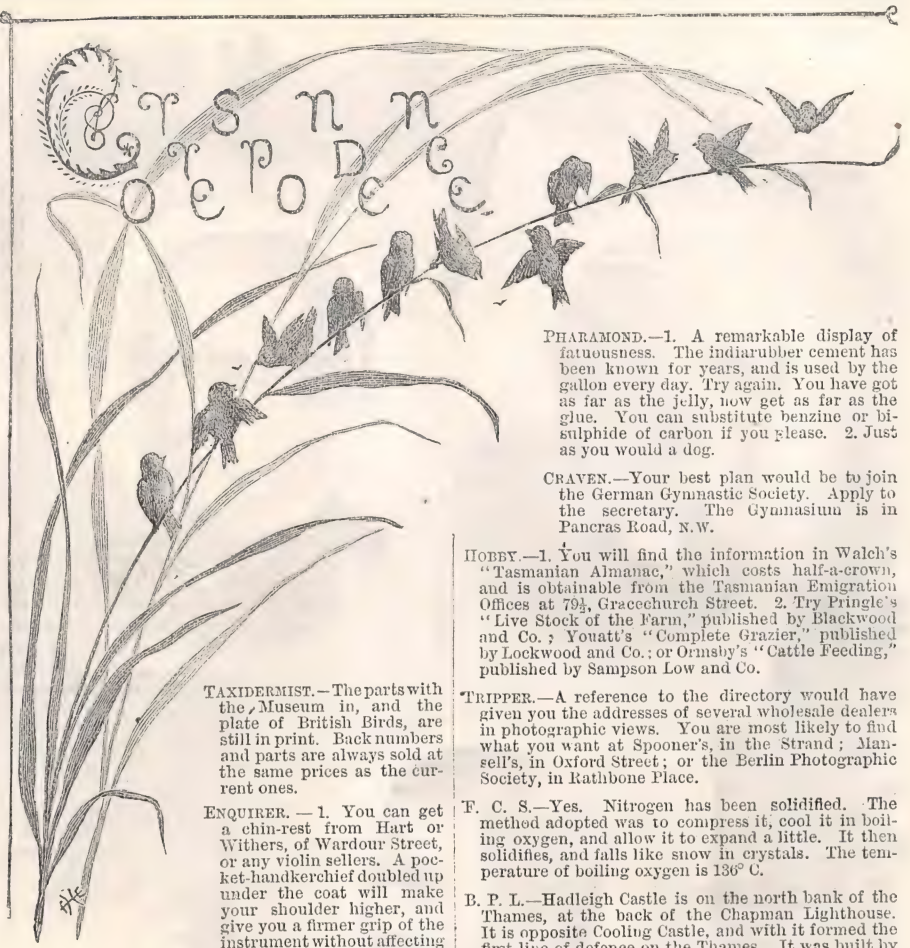 CORRESPONDENCE
TAXIDERMIST.—The parts with
the Museum in, and the
plate of British Birds, are
still in print. Back numbers
and parts are always sold at
the same prices as the cur-
rent ones.
ENQUIRER.—1. You can get
a chin-rest from Hart or
Withers, of Wardour Street,
or any violin sellers. A poc-
ket-handkerchief doubled up
under the coat will make
your shoulder higher, and
give you a firmer grip of the
instrument without affecting
PHARAMOND.—1. A remarkable display of
fatuousness. The indiarubber cement has
been known for years, and is used by the
gallon every day. Try again. You have got
as far as the jelly, now get as far as the
glue. You can substitute benzine or bi-
sulphide of carbon if you please. 2. Just
as you would a dog.
CRAVEN.—Your best plan would be to join
the German Gymnastic Society. Apply to
the secretary. The Gymnasium is in
Pancras Road, N.W.
HOBBY.—1. You will find the information in Walch's
"Tasmanian Almanac," which costs half-a-crown,
and is obtainable from the Tasmanian Emigration
Offices at 79½, Gracechurch Street. 2. Try Pringle's
"Live Stock of the Farm," published by Blackwood
and Co.; Youatt's "Complete Grazier," published
by Lockwood and Co.; or Ormsby's "Cattle Feeding,"
published by Sampson Low and Co.
TRIPPER.—A reference to the directory would have
given you the addresses of several wholesale dealers
in photographic views. You are most likely to find
what you want at Spooner's, in the Strand; Man-
sell's, in Oxford Street; or the Berlin Photographic
Society, in Rathbone Place.
F. C. S.—Yes. Nitrogen has been solidified. The
method adopted was to compress it, cool it in boil-
ing oxygen, and allow it to expand a little. It then
solidifies, and falls like snow in crystals. The tem-
perature of boiling oxygen is 136° C.
B. P. L.—Hadleigh Castle is on the north bank of the
Thames, at the back of the Chapman Lighthouse.
It is opposite Cooling Castle, and with it formed the
first line of defence on the Thames. It was built by